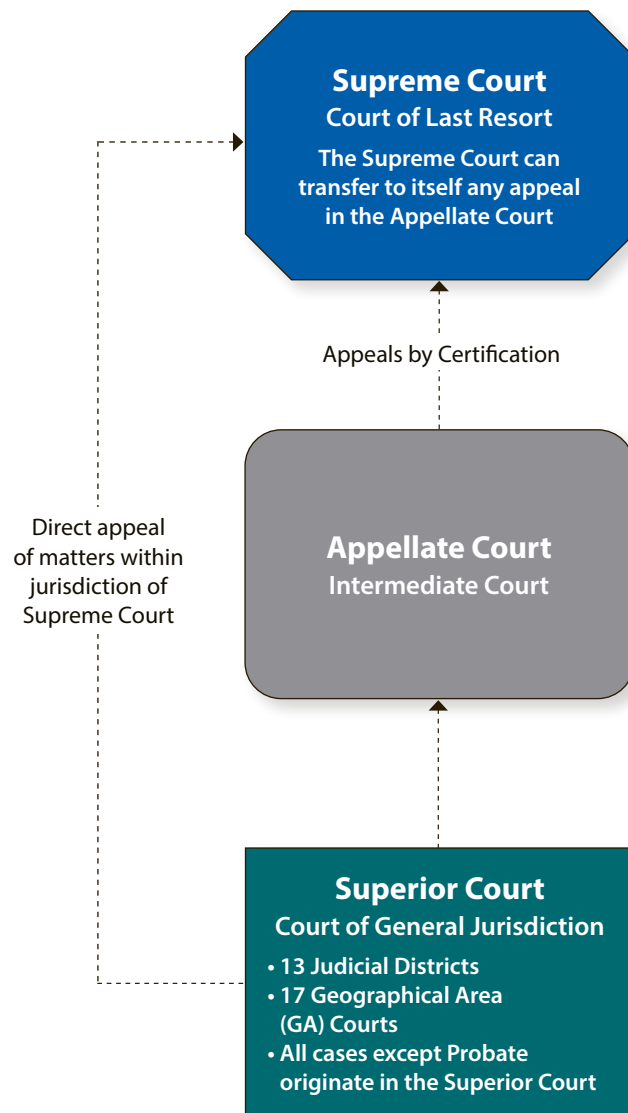 Supreme Court
Court of Last Resort
The Supreme Court can
transfer to itself any appeal
in the Appellate Court
Appeals by Certification
Direct appeal
of matters within
jurisdiction of
Supreme Court
Appellate Court
Intermediate Court
Superior Court
Court of General Jurisdiction
• 13 Judicial Districts
• 17 Geographical Area
(GA) Courts
• All cases except Probate
originate in the Superior Court